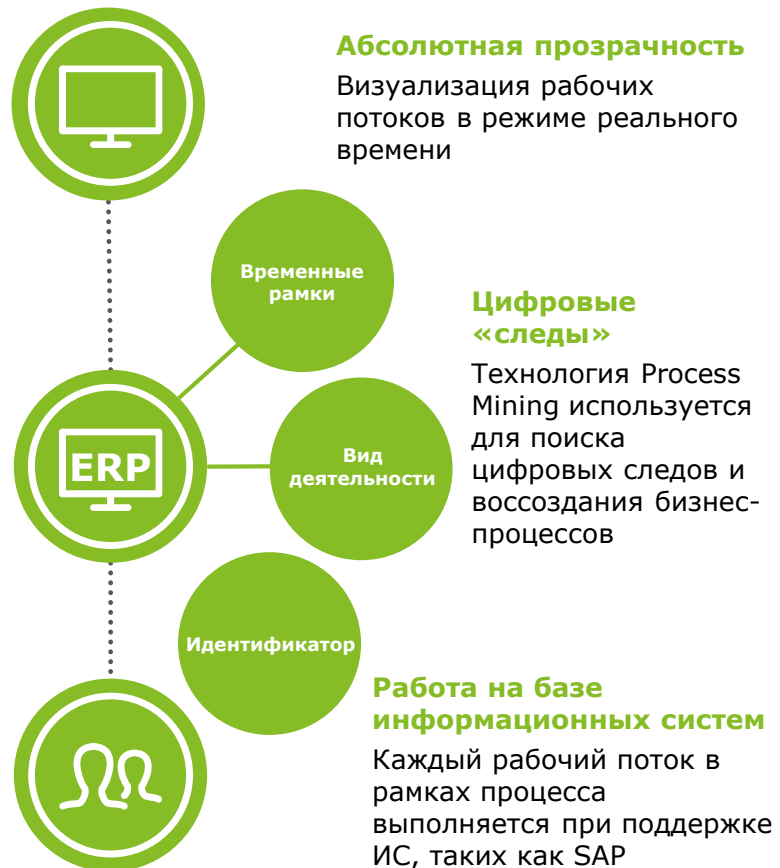 Абсолютная прозрачность
Визуализация рабочих
потоков в режиме реального
времени
Временные
рамки
Цифровые
«следы»
Технология Process
Mining используется
для поиска
цифровых следов и
воссоздания бизнес-
процессов
ERP
Вид
деятельности
Идентификатор
Работа на базе
информационных систем
Каждый рабочий поток в
рамках процесса
выполняется при поддержке
ИС, таких как SAP